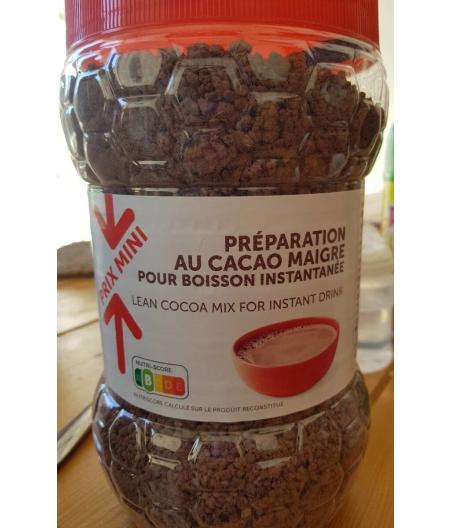 PRIX MINI
PRÉPARATION
AU CACAO MAIGRE
POUR BOISSON INSTANTANÉE
LEAN COCOA MIX FOR INSTANT DRINK
NUTRI-SCORE
A B C D E
NUTRISCORE CALCULÉ SUR LE PRODUIT RECONSTITUÉ